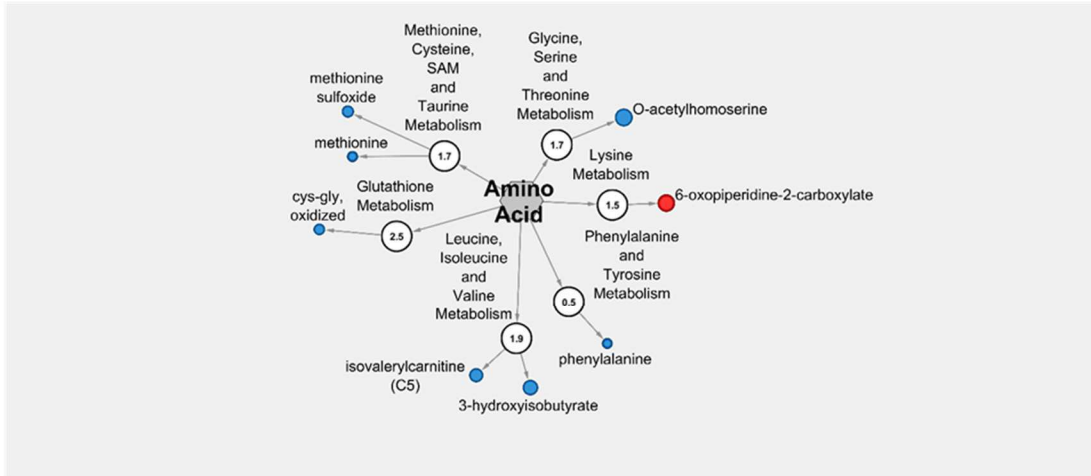 Methionine,
Cysteine,
SAM
and
Taurine
Metabolism
1.7
methionine
sulfoxide
methionine
Glycine,
Serine
and
Threonine
Metabolism
1.7
O-acetylhomoserine
Lysine
Metabolism
1.5
6-oxopiperidine-2-carboxylate
Amino
Acid
Glutathione
Metabolism
2.5
cys-gly,
oxidized
Leucine,
Isoleucine
and
Valine
Metabolism
1.9
isovalerylcarnitine
(C5)
3-hydroxyisobutyrate
Phenylalanine
and
Tyrosine
Metabolism
0.5
phenylalanine